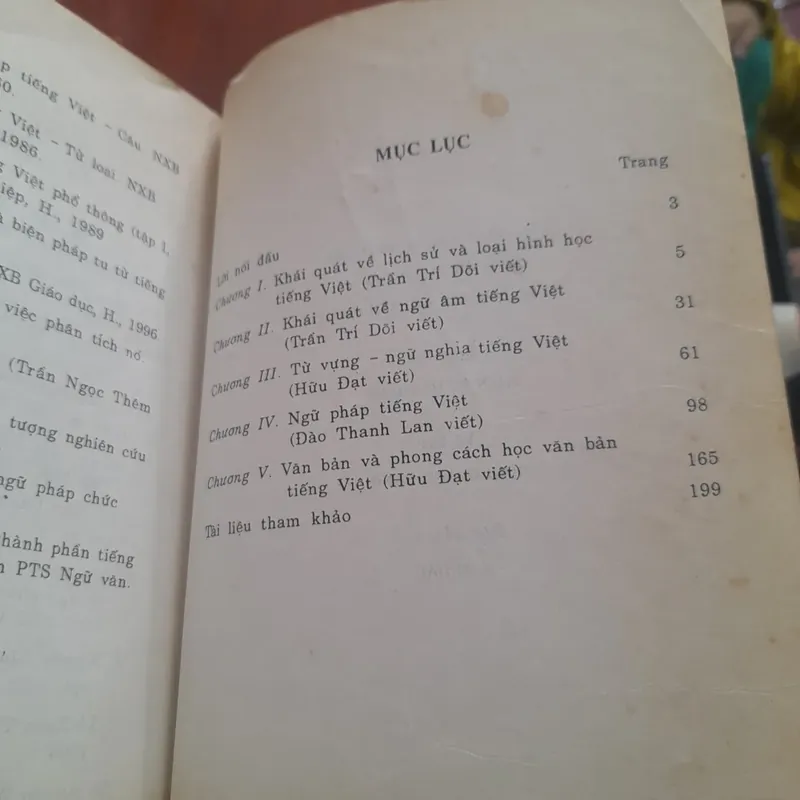 tiếng Việt – Câu NXB
Việt – Từ loại NXB
1986.
Việt phổ thông (tập 1,
H., 1989
biện pháp tu từ tiếng
Giáo dục, H., 1996
việc phân tích nó.
(Trần Ngọc Thêm
tượng nghiên cứu
ngữ pháp chức
thành phần tiếng
PTS Ngữ văn.
MỤC LỤC
Trang
Lời nói đầu 3
Chương I. Khái quát về lịch sử và loại hình học 5
tiếng Việt (Trần Trí Dõi viết)
Chương II. Khái quát về ngữ âm tiếng Việt 31
(Trần Trí Dõi viết)
Chương III. Từ vựng – ngữ nghĩa tiếng Việt 61
(Hữu Đạt viết)
Chương IV. Ngữ pháp tiếng Việt 98
(Đào Thanh Lan viết)
Chương V. Văn bản và phong cách học văn bản 165
tiếng Việt (Hữu Đạt viết)
Tài liệu tham khảo 199